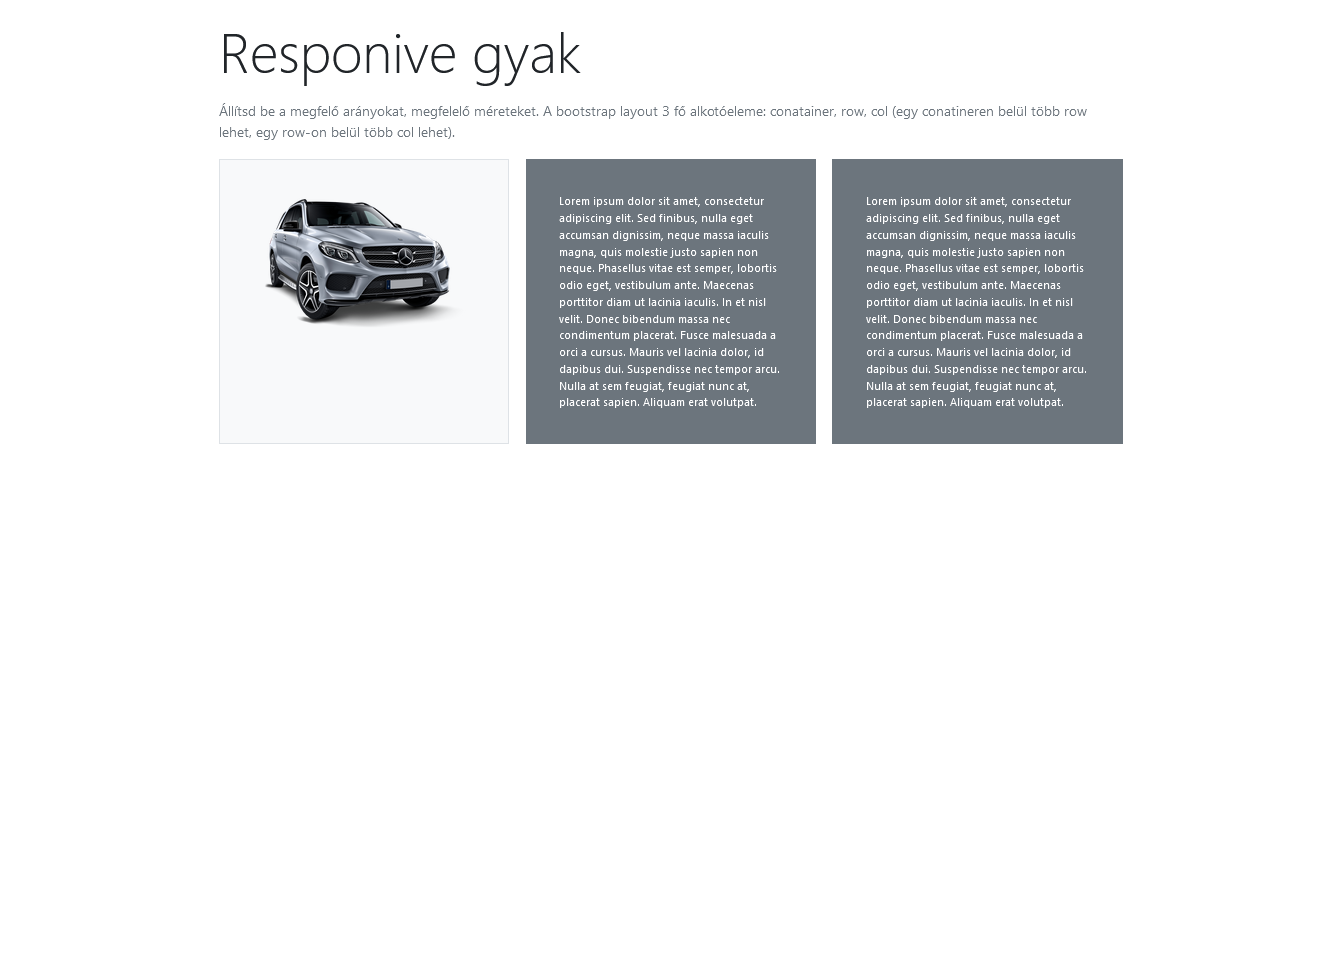 Responive gyak
Állítsd be a megfelő arányokat, megfelelő méreteket. A bootstrap layout 3 fő alkotóeleme: conatainer, row, col (egy conatineren belül több row
lehet, egy row-on belül több col lehet).
Lorem ipsum dolor sit amet, consectetur
adipiscing elit. Sed finibus, nulla eget
accumsan dignissim, neque massa iaculis
magna, quis molestie justo sapien non
neque. Phasellus vitae est semper, lobortis
odio eget, vestibulum ante. Maecenas
porttitor diam ut lacinia iaculis. In et nisl
velit. Donec bibendum massa nec
condimentum placerat. Fusce malesuada a
orci a cursus. Mauris vel lacinia dolor, id
dapibus dui. Suspendisse nec tempor arcu.
Nulla at sem feugiat, feugiat nunc at,
placerat sapien. Aliquam erat volutpat.
Lorem ipsum dolor sit amet, consectetur
adipiscing elit. Sed finibus, nulla eget
accumsan dignissim, neque massa iaculis
magna, quis molestie justo sapien non
neque. Phasellus vitae est semper, lobortis
odio eget, vestibulum ante. Maecenas
porttitor diam ut lacinia iaculis. In et nisl
velit. Donec bibendum massa nec
condimentum placerat. Fusce malesuada a
orci a cursus. Mauris vel lacinia dolor, id
dapibus dui. Suspendisse nec tempor arcu.
Nulla at sem feugiat, feugiat nunc at,
placerat sapien. Aliquam erat volutpat.